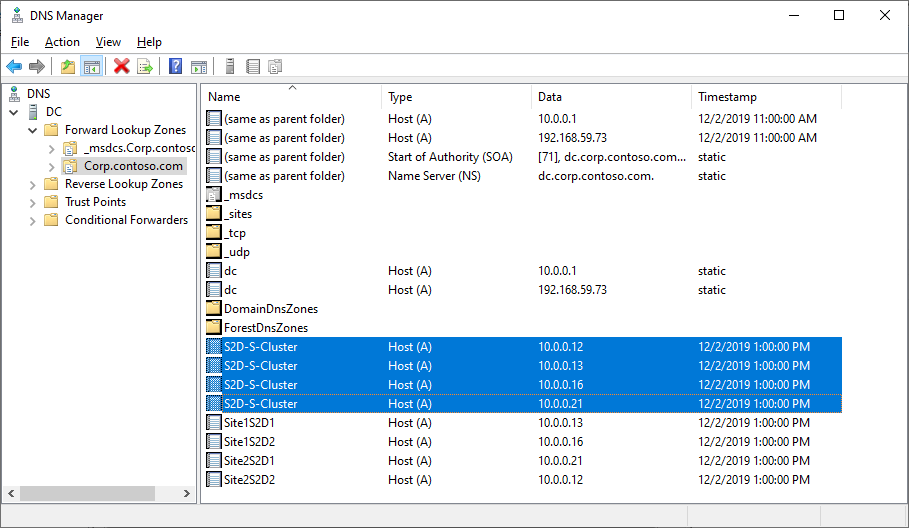 DNS Manager
File Action View Help
DNS
DC
Forward Lookup Zones
_msdcs.Corp.contoso
Corp.contoso.com
Reverse Lookup Zones
Trust Points
Conditional Forwarders
Name Type Data Timestamp
(same as parent folder) Host (A) 10.0.0.1 12/2/2019 11:00:00 AM
(same as parent folder) Host (A) 192.168.59.73 12/2/2019 11:00:00 AM
(same as parent folder) Start of Authority (SOA) [71], dc.corp.contoso.com... static
(same as parent folder) Name Server (NS) dc.corp.contoso.com. static
_msdcs
_sites
_tcp
_udp
dc Host (A) 10.0.0.1 static
dc Host (A) 192.168.59.73 static
DomainDnsZones
ForestDnsZones
S2D-S-Cluster Host (A) 10.0.0.12 12/2/2019 1:00:00 PM
S2D-S-Cluster Host (A) 10.0.0.13 12/2/2019 1:00:00 PM
S2D-S-Cluster Host (A) 10.0.0.16 12/2/2019 1:00:00 PM
S2D-S-Cluster Host (A) 10.0.0.21 12/2/2019 1:00:00 PM
Site1S2D1 Host (A) 10.0.0.13 12/2/2019 1:00:00 PM
Site1S2D2 Host (A) 10.0.0.16 12/2/2019 1:00:00 PM
Site2S2D1 Host (A) 10.0.0.21 12/2/2019 1:00:00 PM
Site2S2D2 Host (A) 10.0.0.12 12/2/2019 1:00:00 PM